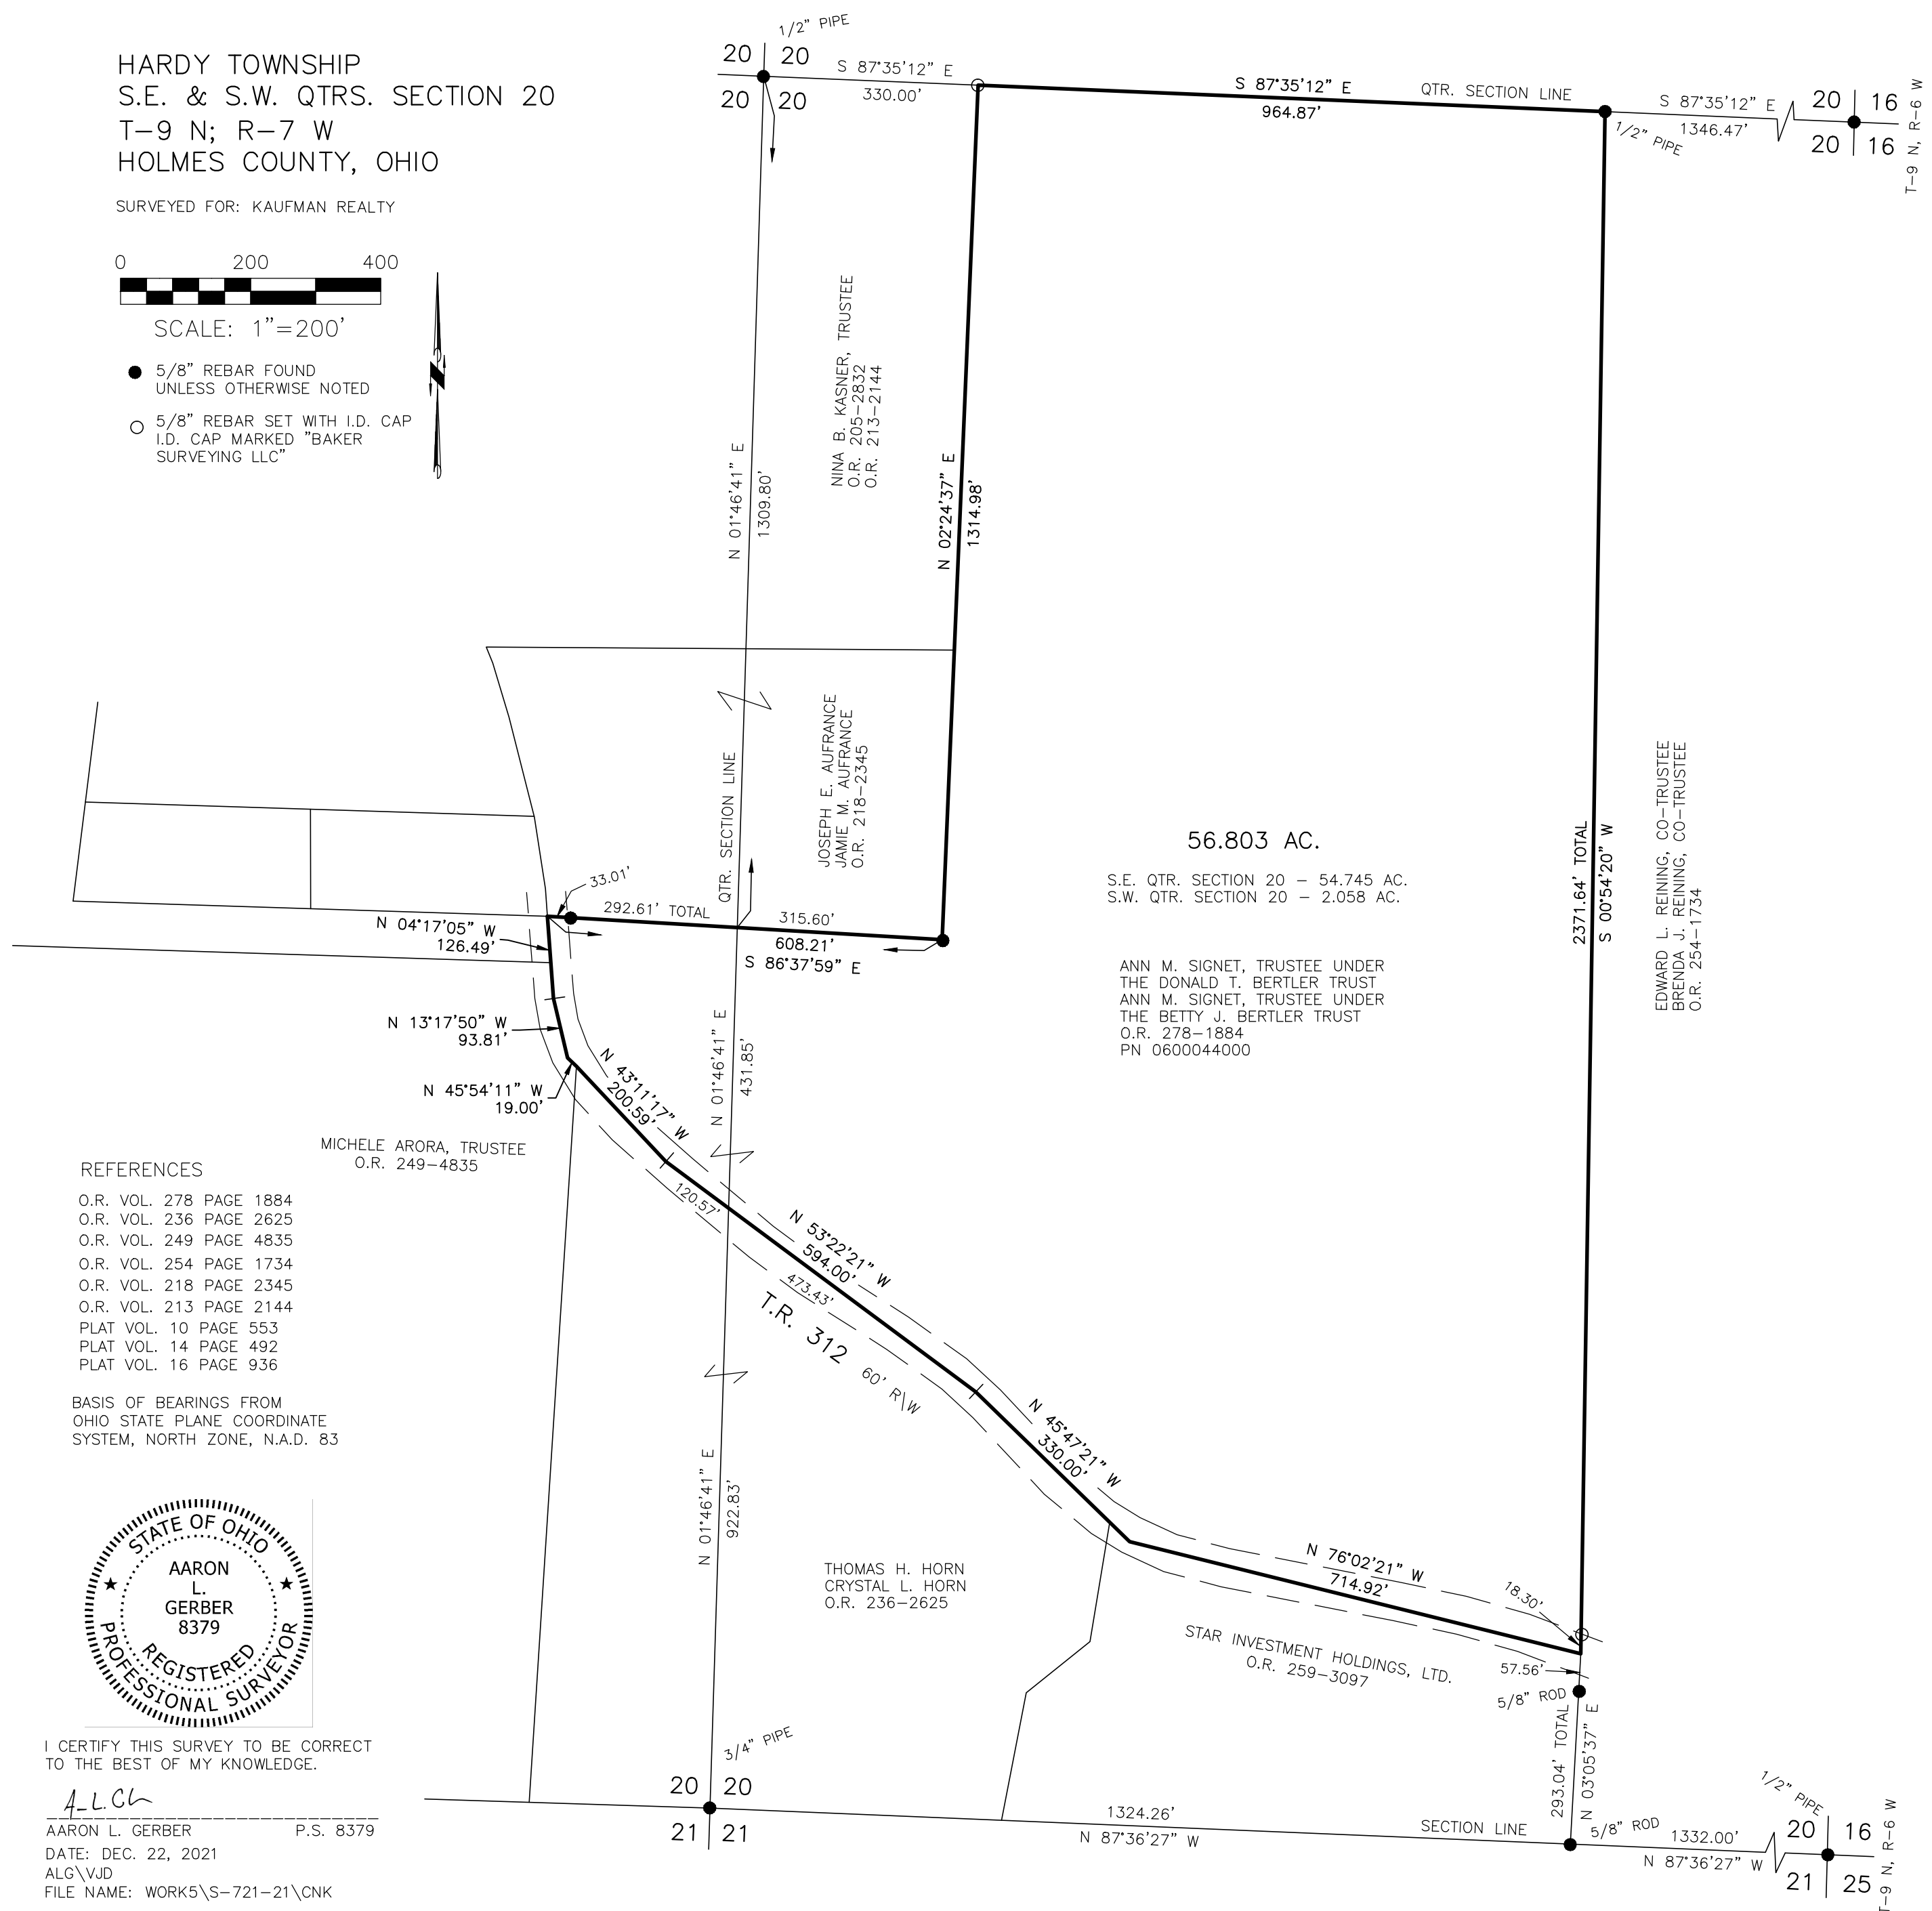 HARDY TOWNSHIP
S.E. & S.W. QTRS. SECTION 20
T-9 N; R-7 W
HOLMES COUNTY, OHIO
SURVEYED FOR: KAUFMAN REALTY
0 200 400
SCALE: 1"=200'
5/8" REBAR FOUND
UNLESS OTHERWISE NOTED
5/8" REBAR SET WITH I.D. CAP
I.D. CAP MARKED "BAKER
SURVEYING LLC"
1/2" PIPE
20 20
20 20
S 87°35'12" E
330.00'
S 87°35'12" E
964.87'
QTR. SECTION LINE
1/2" PIPE
S 87°35'12" E
1346.47'
20 16
20 16
T-9 N, R-6 W
N 01°46'41" E
1309.80'
NINA B. KASNER, TRUSTEE
O.R. 205-2832
O.R. 213-2144
N 02°24'37" E
1314.98'
QTR. SECTION LINE
JOSEPH E. AUFRANCE
JAMIE M. AUFRANCE
O.R. 218-2345
33.01'
292.61' TOTAL
315.60'
608.21'
S 86°37'59" E
N 04°17'05" W
126.49'
N 13°17'50" W
93.81'
N 45°54'11" W
19.00'
N 43°11'17" W
200.59'
N 01°46'41" E
431.85'
56.803 AC.
S.E. QTR. SECTION 20 - 54.745 AC.
S.W. QTR. SECTION 20 - 2.058 AC.
ANN M. SIGNET, TRUSTEE UNDER
THE DONALD T. BERTLER TRUST
ANN M. SIGNET, TRUSTEE UNDER
THE BETTY J. BERTLER TRUST
O.R. 278-1884
PN 0600044000
2371.64' TOTAL
S 00°54'20" W
EDWARD L. REINING, CO-TRUSTEE
BRENDA J. REINING, CO-TRUSTEE
O.R. 254-1734
MICHELE ARORA, TRUSTEE
O.R. 249-4835
120.57'
N 53°22'21" W
594.00'
473.43'
T.R. 312
60' R\W
N 45°47'21" W
330.00'
N 76°02'21" W
714.92'
18.30'
STAR INVESTMENT HOLDINGS, LTD.
O.R. 259-3097
57.56'
5/8" ROD
293.04' TOTAL
N 03°05'37" E
N 01°46'41" E
922.83'
THOMAS H. HORN
CRYSTAL L. HORN
O.R. 236-2625
3/4" PIPE
20 20
21 21
1324.26'
N 87°36'27" W
SECTION LINE
5/8" ROD
1332.00'
N 87°36'27" W
1/2" PIPE
20 16
21 25
T-9 N, R-6 W
REFERENCES
O.R. VOL. 278 PAGE 1884
O.R. VOL. 236 PAGE 2625
O.R. VOL. 249 PAGE 4835
O.R. VOL. 254 PAGE 1734
O.R. VOL. 218 PAGE 2345
O.R. VOL. 213 PAGE 2144
PLAT VOL. 10 PAGE 553
PLAT VOL. 14 PAGE 492
PLAT VOL. 16 PAGE 936
BASIS OF BEARINGS FROM
OHIO STATE PLANE COORDINATE
SYSTEM, NORTH ZONE, N.A.D. 83
STATE OF OHIO
AARON
L.
GERBER
8379
REGISTERED
PROFESSIONAL SURVEYOR
I CERTIFY THIS SURVEY TO BE CORRECT
TO THE BEST OF MY KNOWLEDGE.
AARON L. GERBER P.S. 8379
DATE: DEC. 22, 2021
ALG\VJD
FILE NAME: WORK5\S-721-21\CNK